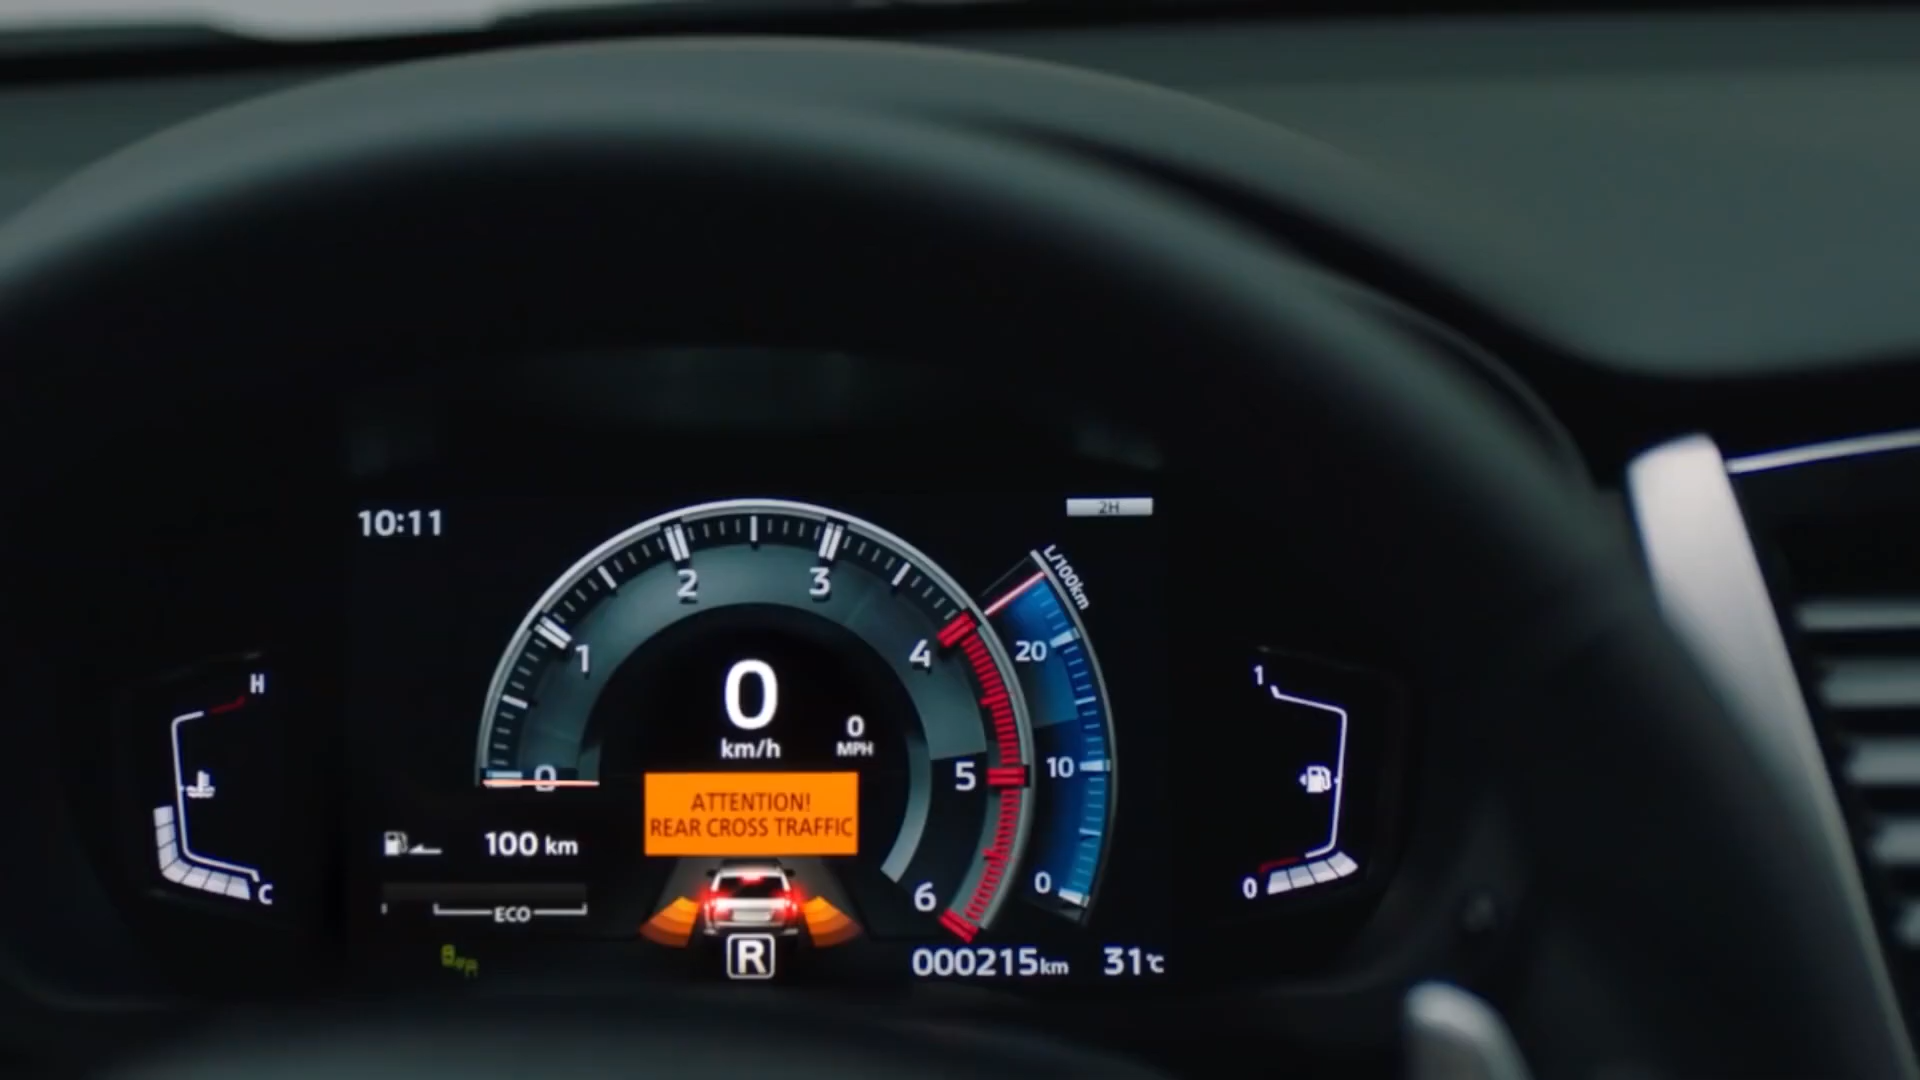 10:11
2H
L/100km
2
3
1
4
20
0
km/h
0
MPH
H
1
0
5
10
ATTENTION!
REAR CROSS TRAFFIC
100 km
6
0
C
0
ECO
R
000215km
31°C